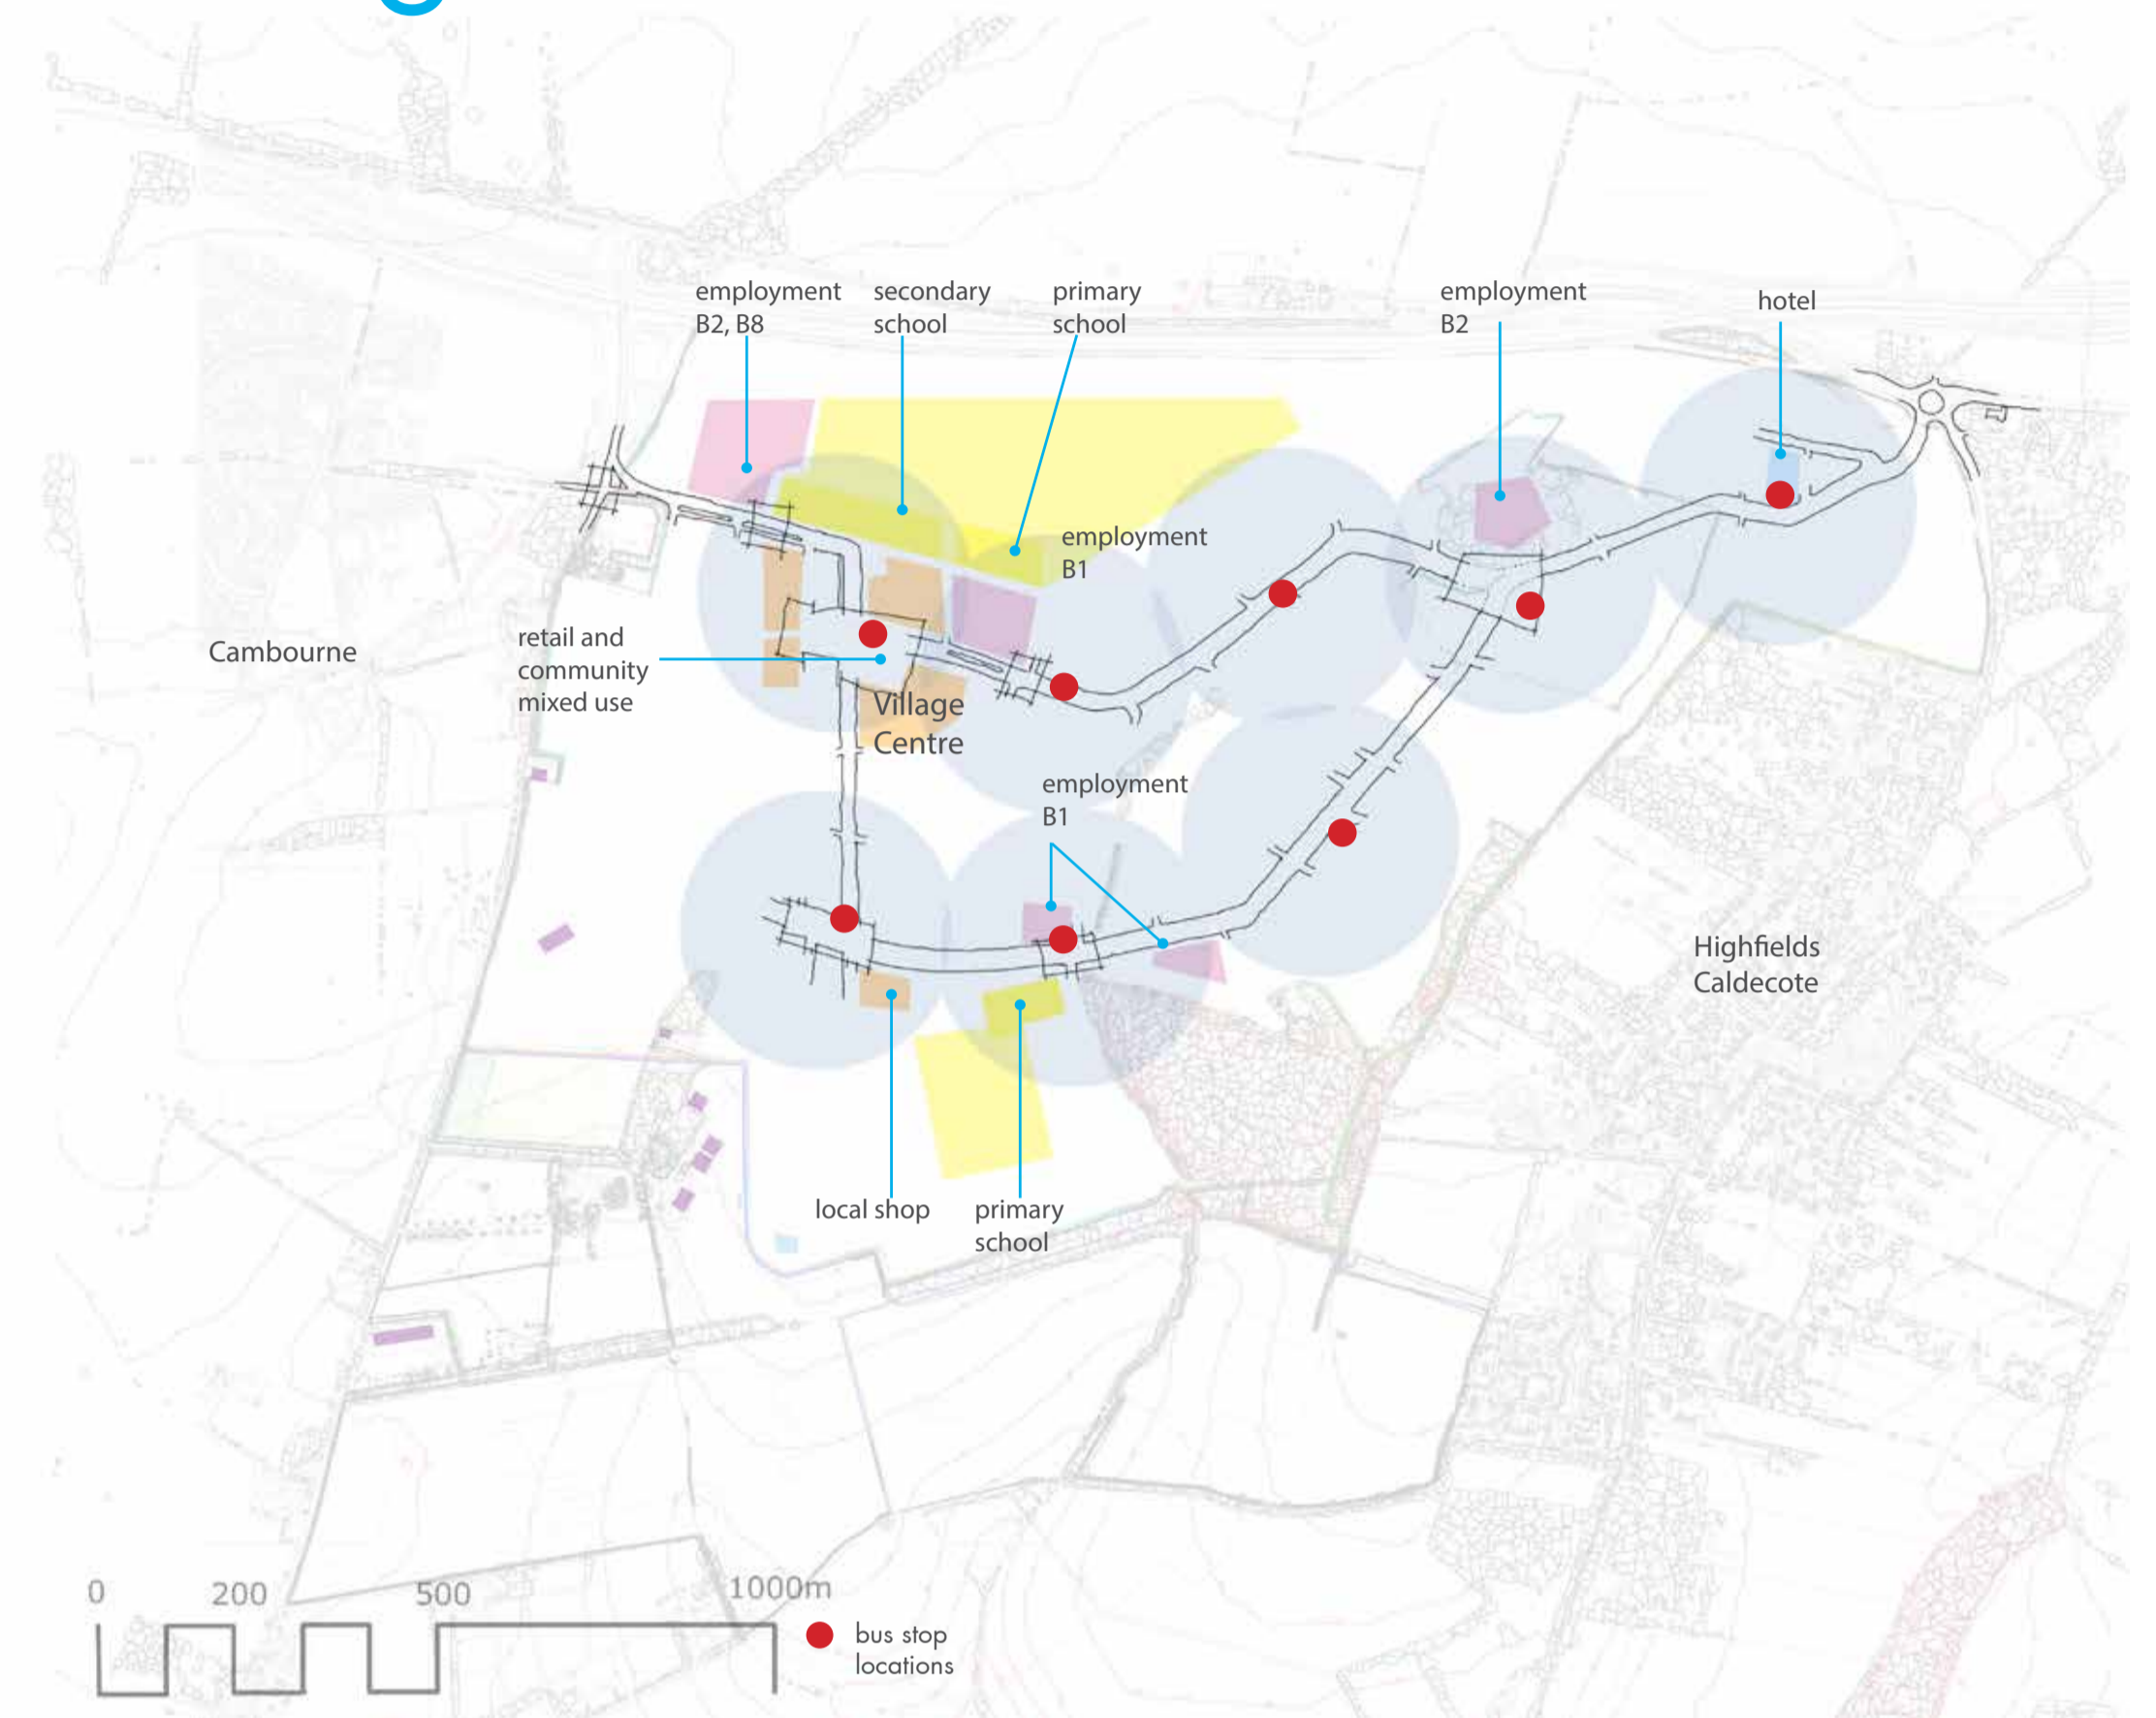 employment
B2, B8
secondary
school
primary
school
employment
B2
hotel
employment
B1
Cambourne
retail and
community
mixed use
Village
Centre
employment
B1
Highfields
Caldecote
local shop
primary
school
0
200
500
1000m
bus stop
locations